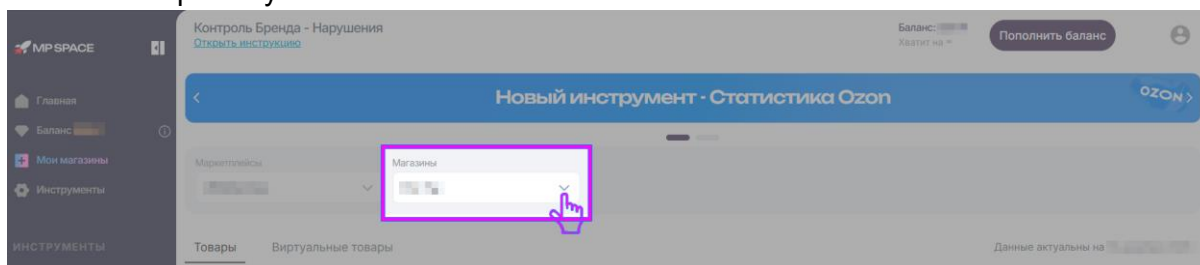 Контроль Бренда - Нарушения
Открыть инструкцию
Баланс:
Хватит на
Пополнить баланс
MP SPACE
Новый инструмент - Статистика Ozon
OZON
Главная
Баланс
Мои магазины
Инструменты
Маркетплейсы
Магазины
ИНСТРУМЕНТЫ
Товары
Виртуальные товары
Данные актуальны на